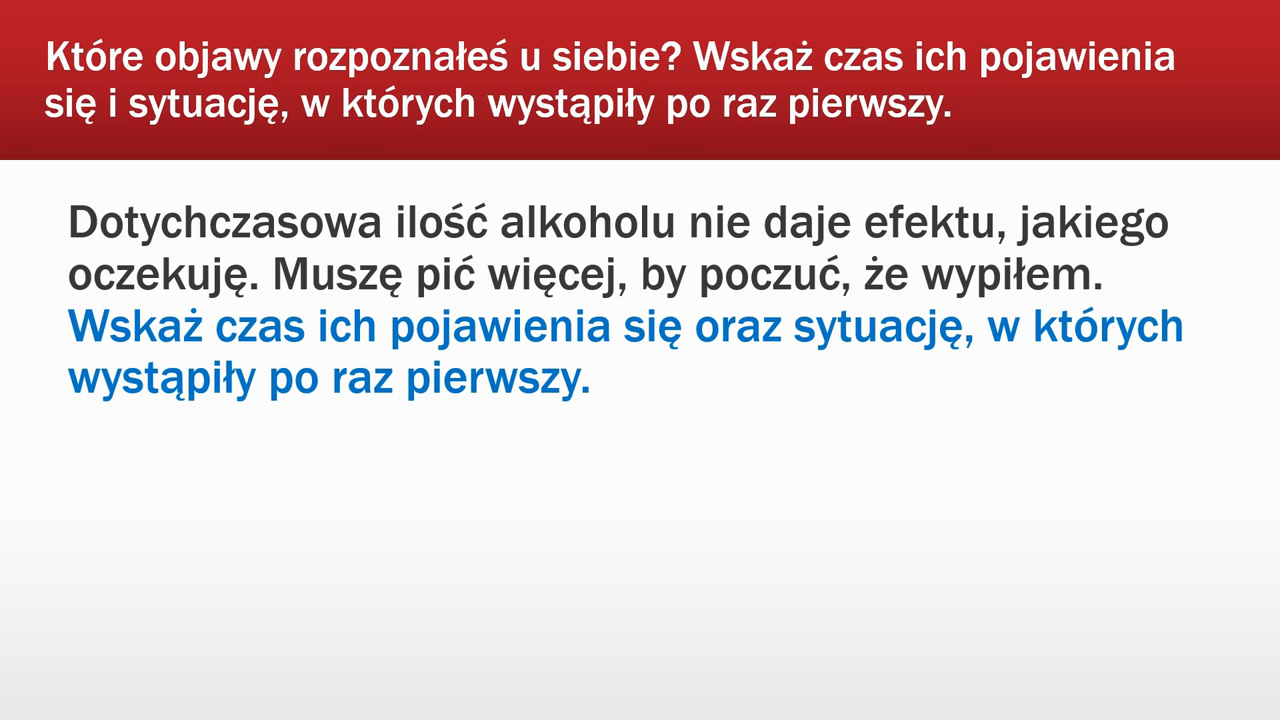 Które objawy rozpoznałeś u siebie? Wskaż czas ich pojawienia
się i sytuację, w których wystąpiły po raz pierwszy.
Dotychczasowa ilość alkoholu nie daje efektu, jakiego
oczekuję. Muszę pić więcej, by poczuć, że wypiłem.
Wskaż czas ich pojawienia się oraz sytuację, w których
wystąpiły po raz pierwszy.